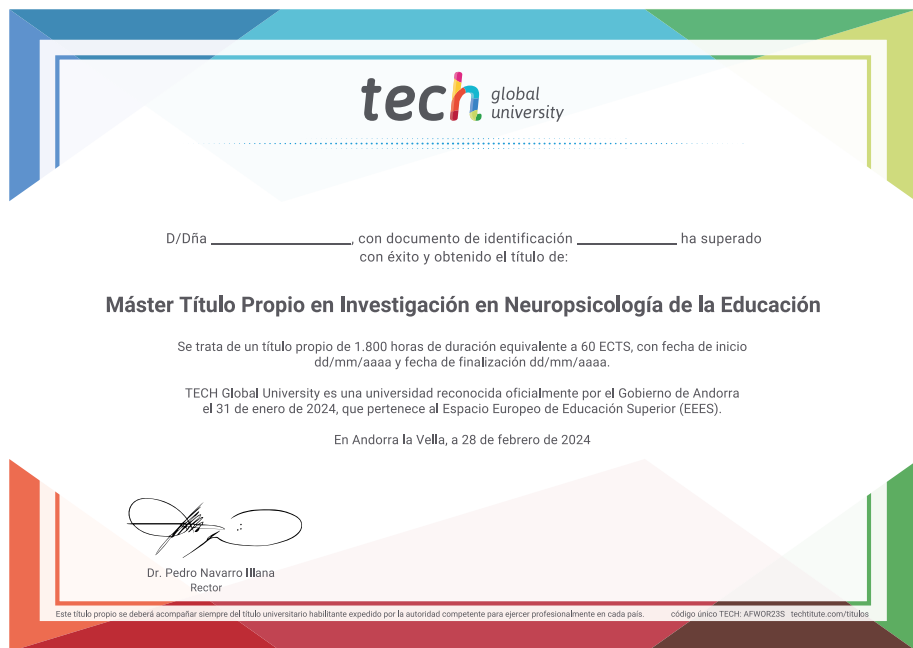 tech global
university
D/Dña ____________________, con documento de identificación ______________ ha superado
con éxito y obtenido el título de:
Máster Título Propio en Investigación en Neuropsicología de la Educación
Se trata de un título propio de 1.800 horas de duración equivalente a 60 ECTS, con fecha de inicio
dd/mm/aaaa y fecha de finalización dd/mm/aaaa.
TECH Global University es una universidad reconocida oficialmente por el Gobierno de Andorra
el 31 de enero de 2024, que pertenece al Espacio Europeo de Educación Superior (EEES).
En Andorra la Vella, a 28 de febrero de 2024
Dr. Pedro Navarro Illana
Rector
Este título propio se deberá acompañar siempre del título universitario habilitante expedido por la autoridad competente para ejercer profesionalmente en cada país. código único TECH: AFWOR23S techtitute.com/titulos